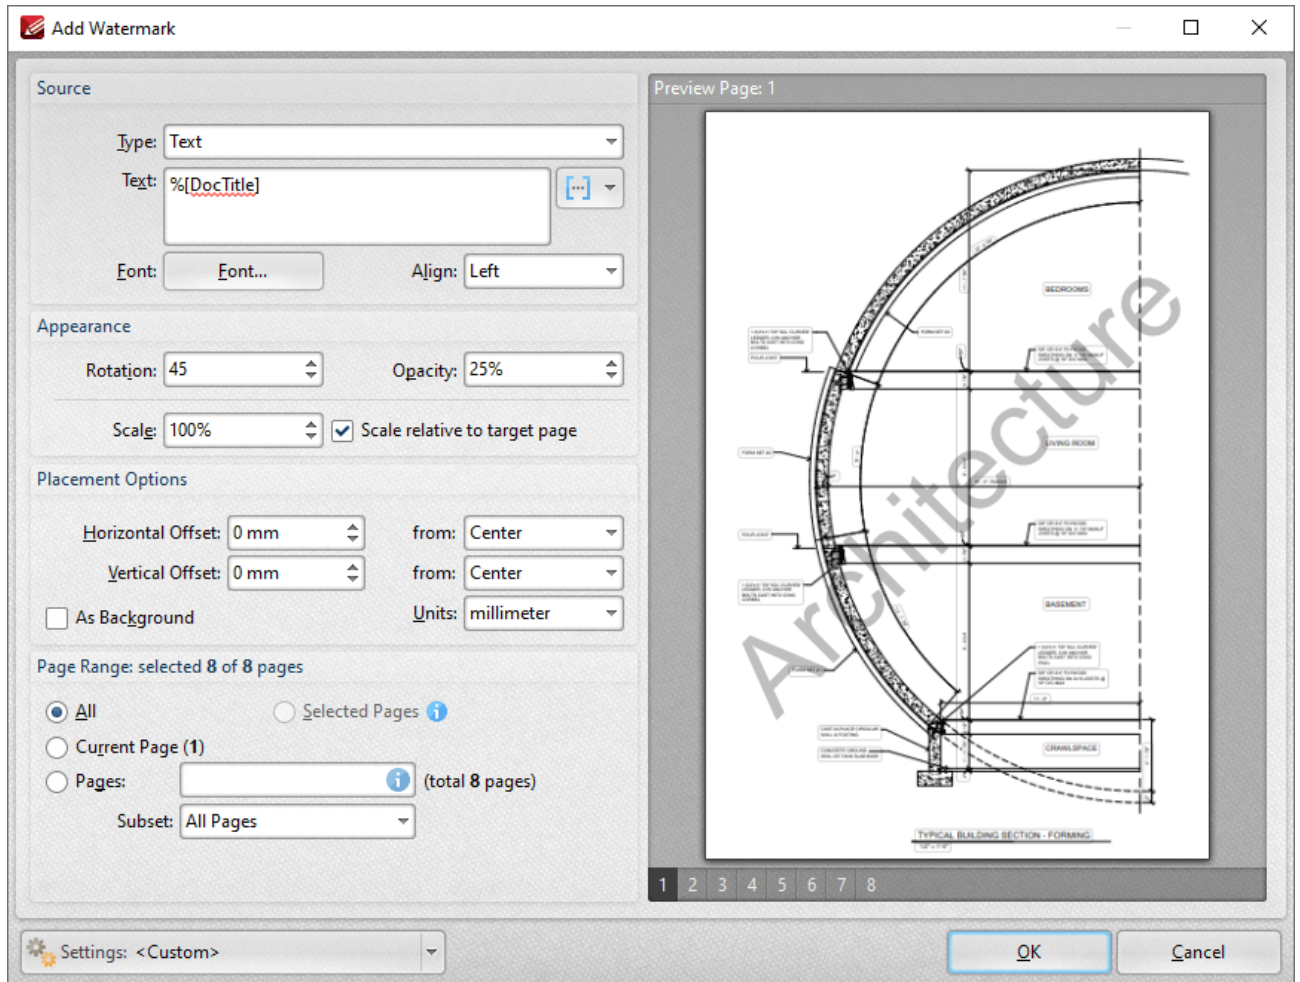 Add Watermark
Source
Type: Text
Text: %[DocTitle]
Font: Font... Align: Left
Appearance
Rotation: 45 Opacity: 25%
Scale: 100% Scale relative to target page
Placement Options
Horizontal Offset: 0 mm from: Center
Vertical Offset: 0 mm from: Center
As Background Units: millimeter
Page Range: selected 8 of 8 pages
All Selected Pages
Current Page (1)
Pages: (total 8 pages)
Subset: All Pages
Settings: <Custom>
Preview Page: 1
BEDROOMS
LIVING ROOM
BASEMENT
CRAWLSPACE
Architecture
TYPICAL BUILDING SECTION - FORMING
1 2 3 4 5 6 7 8
OK Cancel